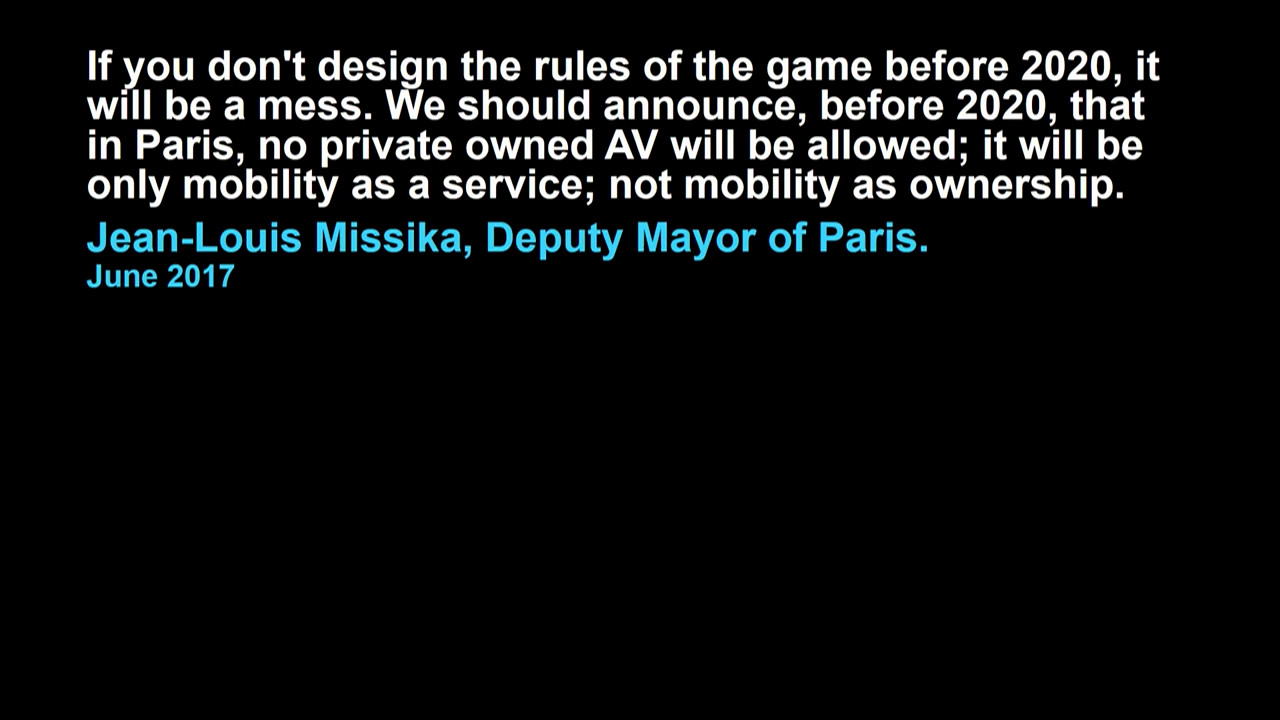 If you don't design the rules of the game before 2020, it
will be a mess. We should announce, before 2020, that
in Paris, no private owned AV will be allowed; it will be
only mobility as a service; not mobility as ownership.
Jean-Louis Missika, Deputy Mayor of Paris.
June 2017